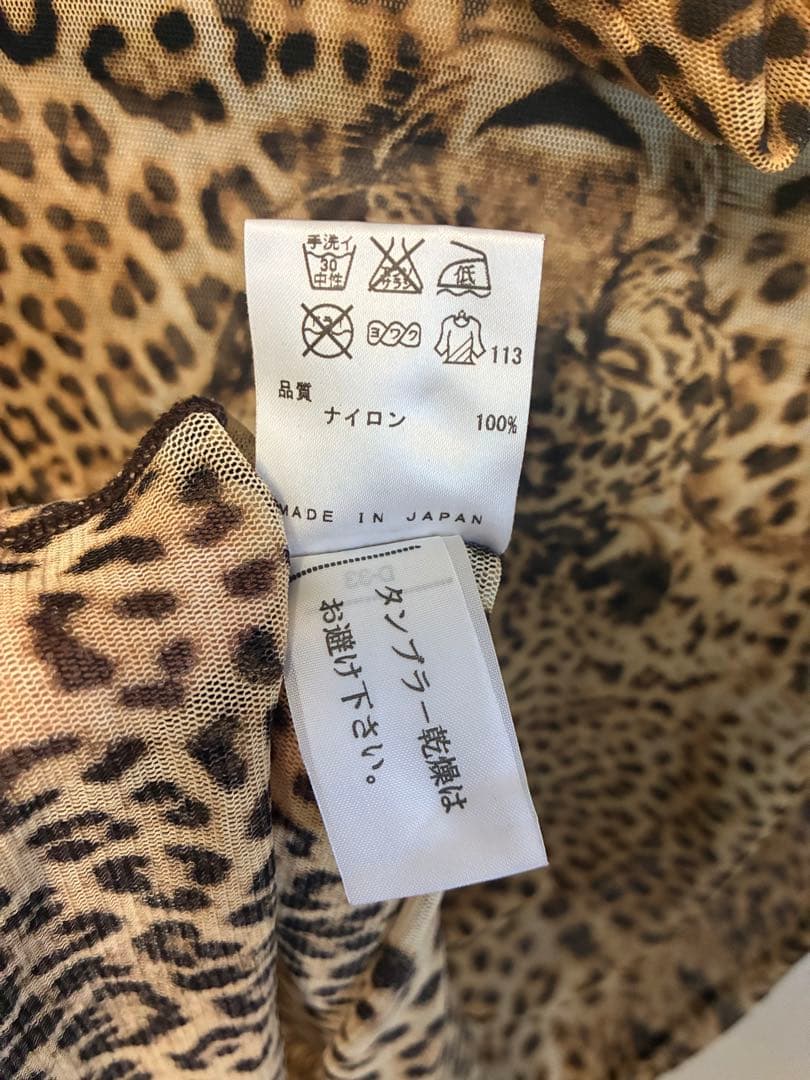 手洗イ
30
中性
低
ヨワク
113
品質
ナイロン 100%
MADE IN JAPAN
D-33
タンブラー乾燥は
お避け下さい。